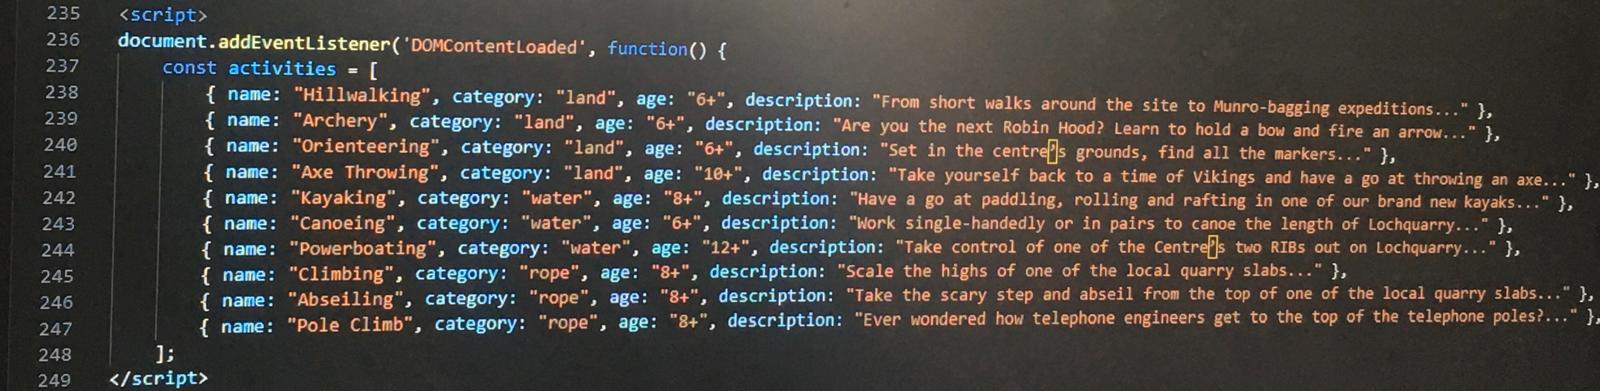 235 <script>
236 document.addEventListener('DOMContentLoaded', function() {
237 const activities = [
238 { name: "Hillwalking", category: "land", age: "6+", description: "From short walks around the site to Munro-bagging expeditions..." },
239 { name: "Archery", category: "land", age: "6+", description: "Are you the next Robin Hood? Learn to hold a bow and fire an arrow..." },
240 { name: "Orienteering", category: "land", age: "6+", description: "Set in the centre’s grounds, find all the markers..." },
241 { name: "Axe Throwing", category: "land", age: "10+", description: "Take yourself back to a time of Vikings and have a go at throwing an axe..." },
242 { name: "Kayaking", category: "water", age: "8+", description: "Have a go at paddling, rolling and rafting in one of our brand new kayaks..." },
243 { name: "Canoeing", category: "water", age: "6+", description: "Work single-handedly or in pairs to canoe the length of Lochquarry..." },
244 { name: "Powerboating", category: "water", age: "12+", description: "Take control of one of the Centre’s two RIBs out on Lochquarry..." },
245 { name: "Climbing", category: "rope", age: "8+", description: "Scale the highs of one of the local quarry slabs..." },
246 { name: "Abseiling", category: "rope", age: "8+", description: "Take the scary step and abseil from the top of one of the local quarry slabs..." },
247 { name: "Pole Climb", category: "rope", age: "8+", description: "Ever wondered how telephone engineers get to the top of the telephone poles?..." },
248 ];
249 </script>